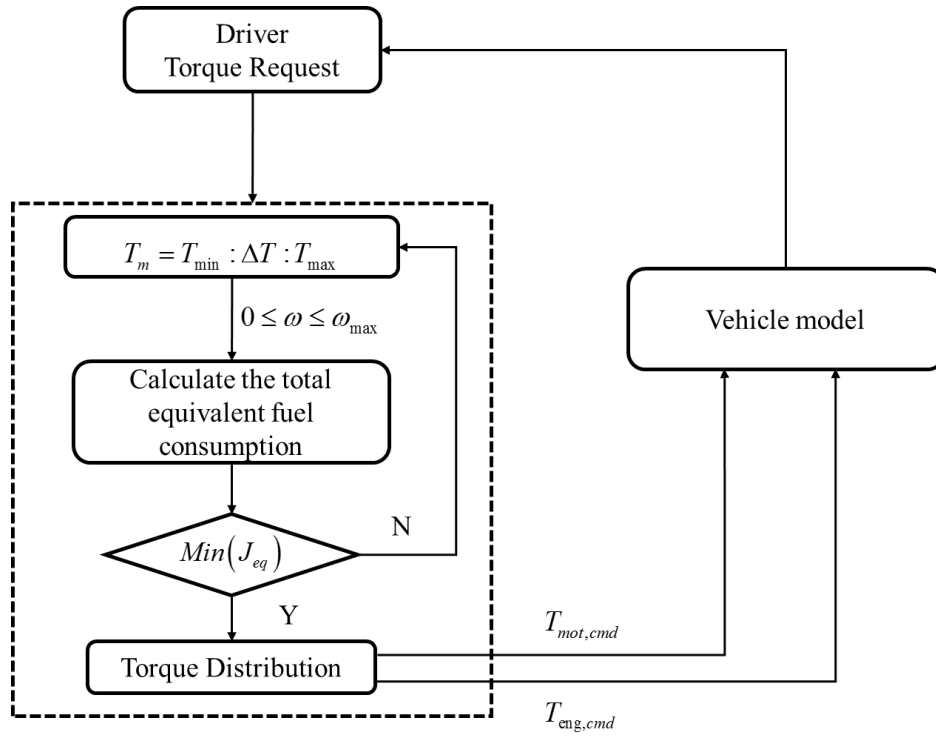 Driver
Torque Request
T_m = T_min : ΔT : T_max
0 ≤ ω ≤ ω_max
Vehicle model
Calculate the total
equivalent fuel
consumption
N
Min(J_eq)
Y
T_mot,cmd
Torque Distribution
T_eng,cmd